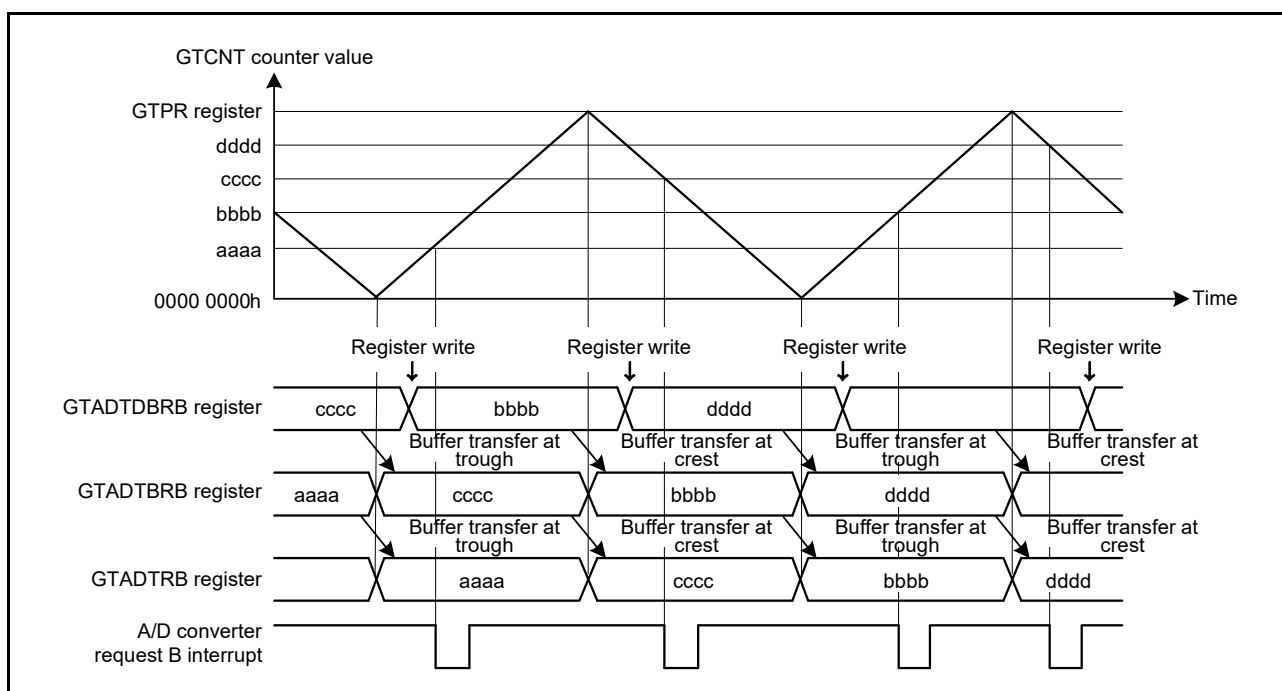 GTCNT counter value
GTPR register
dddd
cccc
bbbb
aaaa
0000 0000h
Time
Register write
Register write
Register write
Register write
GTADTDBRB register
cccc
bbbb
dddd
Buffer transfer at
trough
Buffer transfer at
crest
Buffer transfer at
trough
Buffer transfer at
crest
GTADTBRB register
aaaa
cccc
bbbb
dddd
Buffer transfer at
trough
Buffer transfer at
crest
Buffer transfer at
trough
Buffer transfer at
crest
GTADTRB register
aaaa
cccc
bbbb
dddd
A/D converter
request B interrupt